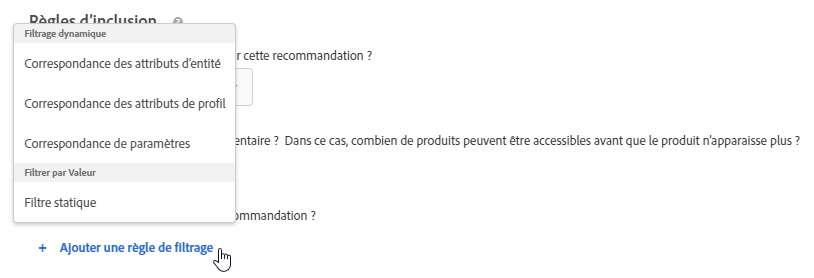 Règles d'inclusion ?
Filtrage dynamique
r cette recommandation ?
Correspondance des attributs d'entité
Correspondance des attributs de profil
Correspondance de paramètres
entaire ? Dans ce cas, combien de produits peuvent être accessibles avant que le produit n'apparaisse plus ?
Filtrer par Valeur
Filtre statique
ommandation ?
+ Ajouter une règle de filtrage